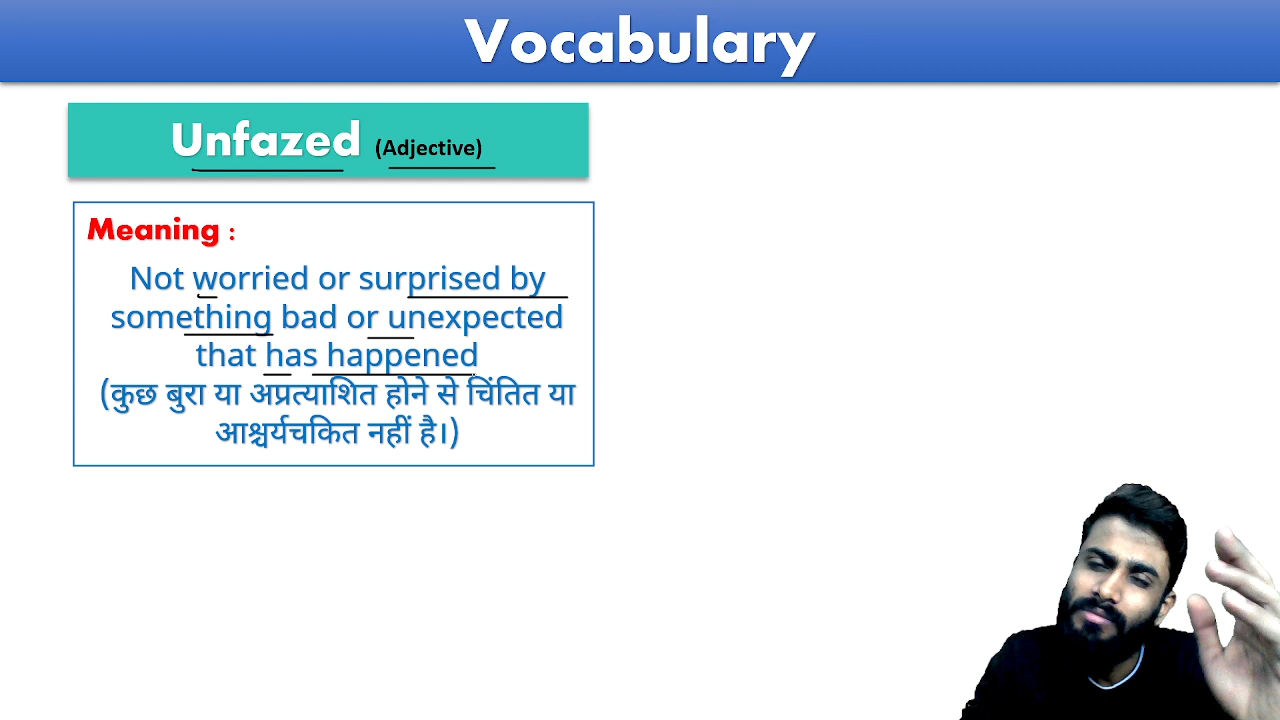 Vocabulary
Unfazed (Adjective)
Meaning :
Not worried or surprised by
something bad or unexpected
that has happened
(कुछ बुरा या अप्रत्याशित होने से चिंतित या
आश्चर्यचकित नहीं है।)